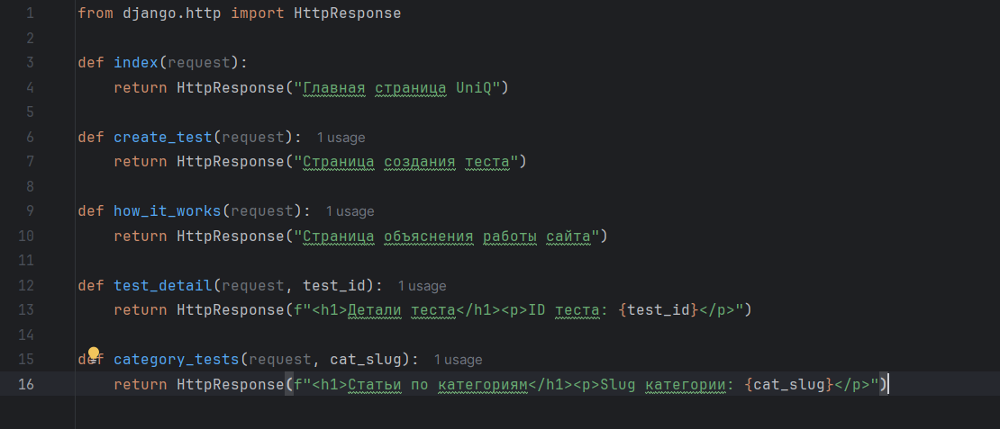 1 from django.http import HttpResponse
2
3 def index(request):
4 return HttpResponse("Главная страница UniQ")
5
6 def create_test(request): 1 usage
7 return HttpResponse("Страница создания теста")
8
9 def how_it_works(request): 1 usage
10 return HttpResponse("Страница объяснения работы сайта")
11
12 def test_detail(request, test_id): 1 usage
13 return HttpResponse(f"<h1>Детали теста</h1><p>ID теста: {test_id}</p>")
14
15 def category_tests(request, cat_slug): 1 usage
16 return HttpResponse(f"<h1>Статьи по категориям</h1><p>Slug категории: {cat_slug}</p>")